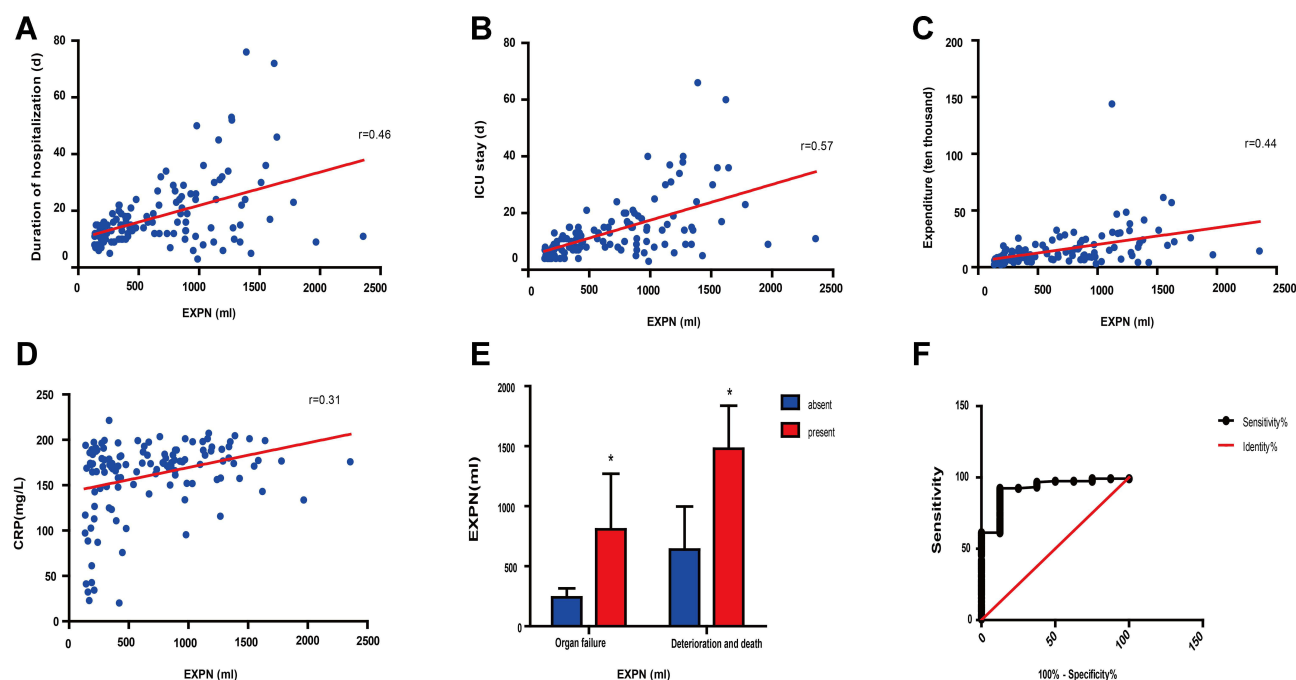 A
Duration of hospitalization (d)
80
60
40
20
0
r=0.46
0 500 1000 1500 2000 2500
EXPN (ml)
B
ICU stay (d)
80
60
40
20
0
r=0.57
0 500 1000 1500 2000 2500
EXPN (ml)
C
Expenditure (ten thousand)
200
150
100
50
0
r=0.44
0 500 1000 1500 2000 2500
EXPN (ml)
D
CRP(mg/L)
250
200
150
100
50
0
r=0.31
0 500 1000 1500 2000 2500
EXPN (ml)
E
EXPN(ml)
2000
1500
1000
500
0
*
*
absent
present
Organ failure Deterioration and death
EXPN (ml)
F
Sensitivity
150
100
50
0
Sensitivity%
Identity%
0 50 100 150
100% - Specificity%